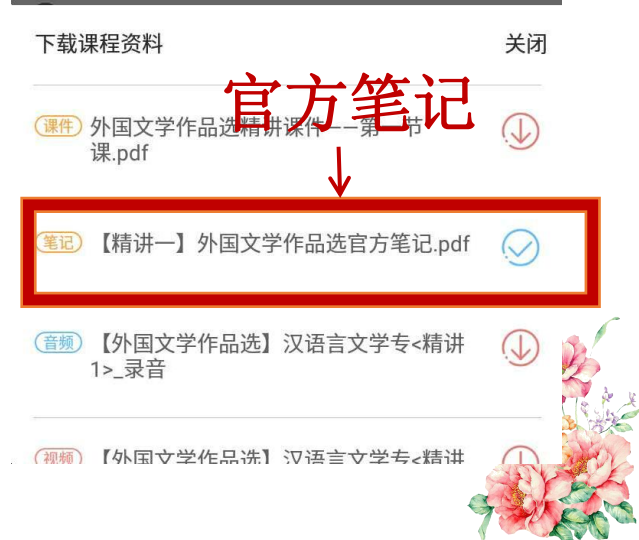 下载课程资料 关闭
官方笔记
课件 外国文学作品选精讲课件——第一节
课.pdf
笔记 【精讲一】外国文学作品选官方笔记.pdf
音频 【外国文学作品选】汉语言文学专<精讲
1>_录音
视频 【外国文学作品选】汉语言文学专<精讲